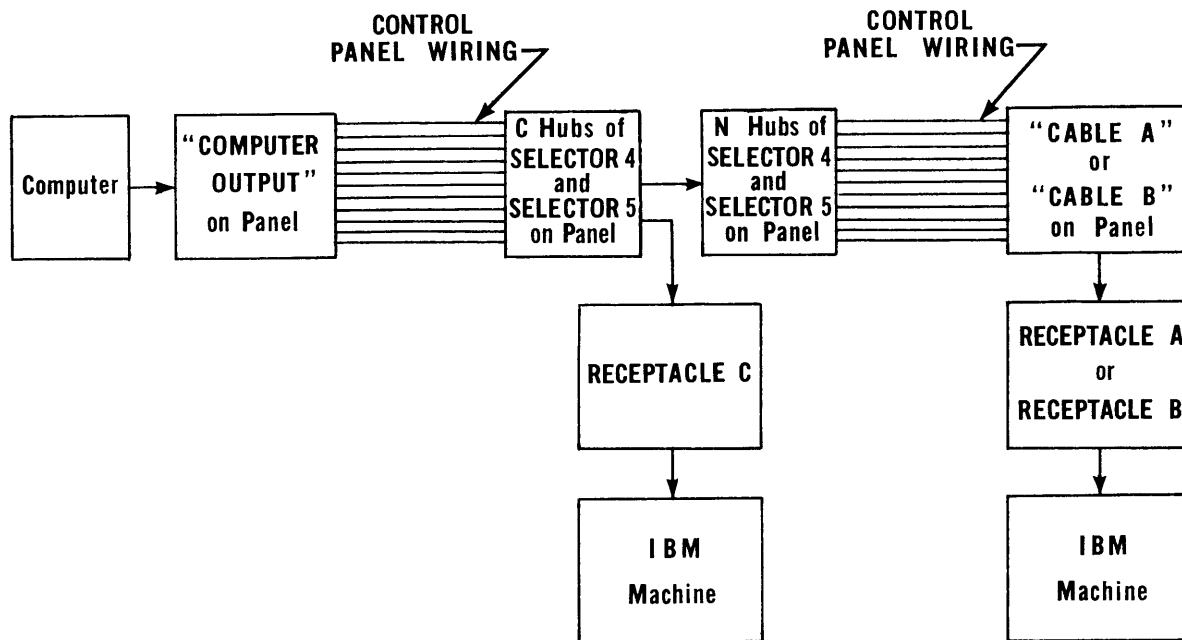 CONTROL
PANEL WIRING
CONTROL
PANEL WIRING
Computer
“COMPUTER
OUTPUT”
on Panel
C Hubs of
SELECTOR 4
and
SELECTOR 5
on Panel
N Hubs of
SELECTOR 4
and
SELECTOR 5
on Panel
“CABLE A”
or
“CABLE B”
on Panel
RECEPTACLE C
RECEPTACLE A
or
RECEPTACLE B
IBM
Machine
IBM
Machine